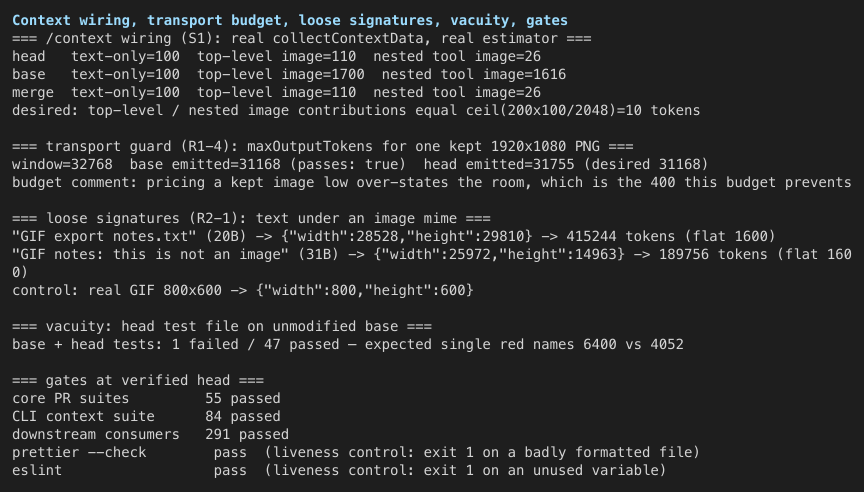 Context wiring, transport budget, loose signatures, vacuity, gates
=== /context wiring (S1): real collectContextData, real estimator ===
head   text-only=100  top-level image=110  nested tool image=26
base   text-only=100  top-level image=1700  nested tool image=1616
merge  text-only=100  top-level image=110  nested tool image=26
desired: top-level / nested image contributions equal ceil(200x100/2048)=10 tokens

=== transport guard (R1-4): maxOutputTokens for one kept 1920x1080 PNG ===
window=32768  base emitted=31168 (passes: true)  head emitted=31755 (desired 31168)
budget comment: pricing a kept image low over-states the room, which is the 400 this budget prevents

=== loose signatures (R2-1): text under an image mime ===
"GIF export notes.txt" (20B) -> {"width":28528,"height":29810} -> 415244 tokens (flat 1600)
"GIF notes: this is not an image" (31B) -> {"width":25972,"height":14963} -> 189756 tokens (flat 160
0)
control: real GIF 800x600 -> {"width":800,"height":600}

=== vacuity: head test file on unmodified base ===
base + head tests: 1 failed / 47 passed — expected single red names 6400 vs 4052

=== gates at verified head ===
core PR suites         55 passed
CLI context suite      84 passed
downstream consumers   291 passed
prettier --check        pass  (liveness control: exit 1 on a badly formatted file)
eslint                  pass  (liveness control: exit 1 on an unused variable)